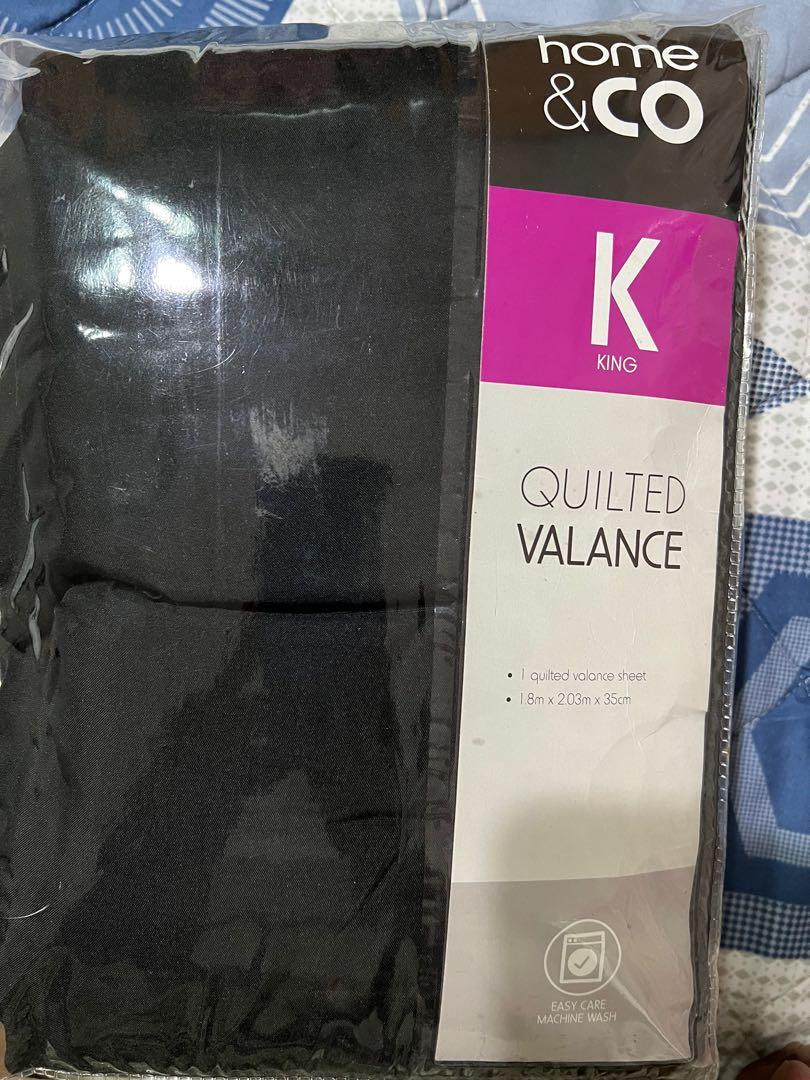 home
&CO
K
KING
QUILTED
VALANCE
• 1 quilted valance sheet
• 1.8m x 2.03m x 35cm
EASY CARE
MACHINE WASH